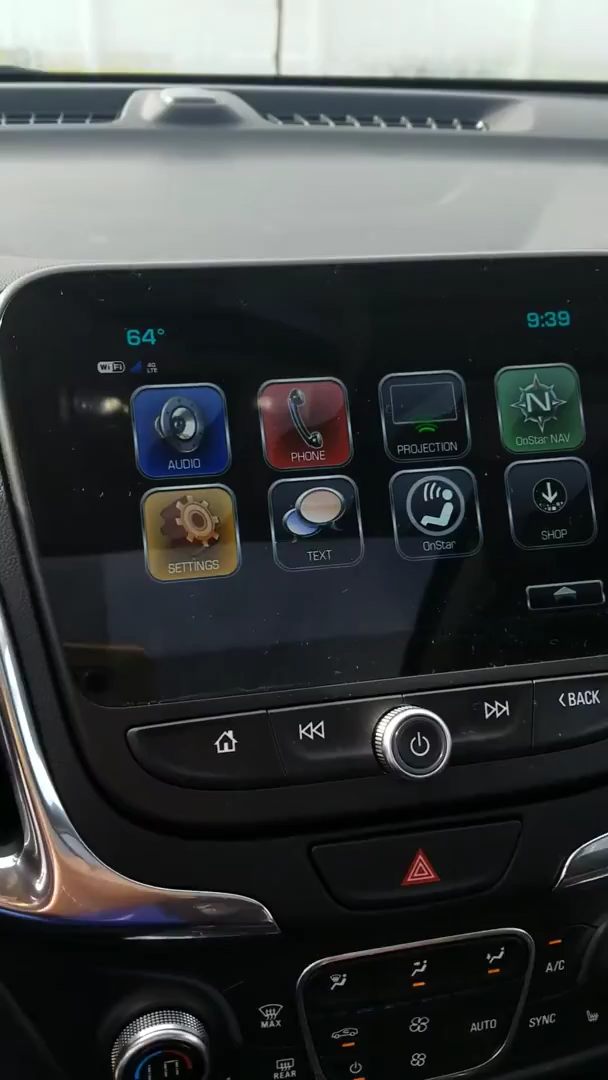 64°
9:39
WiFi 4G LTE
AUDIO
PHONE
PROJECTION
OnStar NAV
SETTINGS
TEXT
OnStar
SHOP
BACK
A/C
MAX
AUTO
SYNC
REAR